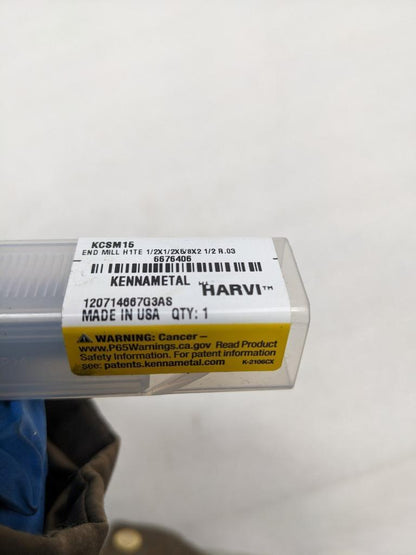 KCSM15
END MILL H1TE 1/2X1/2X5/8X2 1/2 R.03
6676406
KENNAMETAL HARVI™
120714667G3AS
MADE IN USA QTY: 1
WARNING: Cancer –
www.P65Warnings.ca.gov Read Product
Safety Information. For patent information
see: patents.kennametal.com K-2106CX